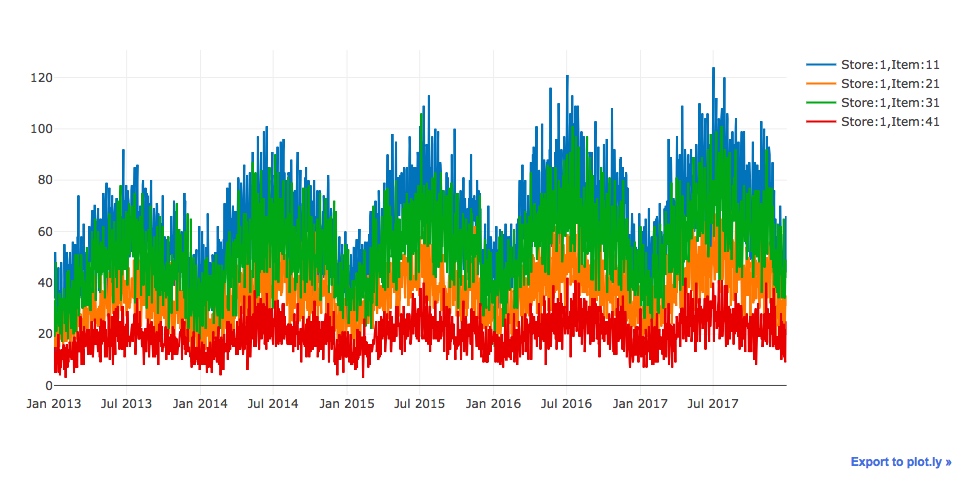 120
100
80
60
40
20
0
Jan 2013 Jul 2013 Jan 2014 Jul 2014 Jan 2015 Jul 2015 Jan 2016 Jul 2016 Jan 2017 Jul 2017
Store:1,Item:11
Store:1,Item:21
Store:1,Item:31
Store:1,Item:41
Export to plot.ly »